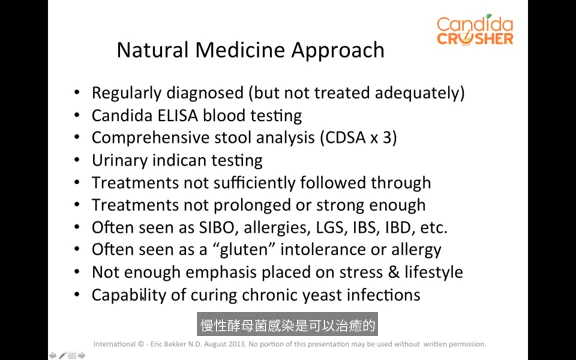 Candida
CRUSHER
Natural Medicine Approach
• Regularly diagnosed (but not treated adequately)
• Candida ELISA blood testing
• Comprehensive stool analysis (CDSA x 3)
• Urinary indican testing
• Treatments not sufficiently followed through
• Treatments not prolonged or strong enough
• Often seen as SIBO, allergies, LGS, IBS, IBD, etc.
• Often seen as a “gluten” intolerance or allergy
• Not enough emphasis placed on stress & lifestyle
• Capability of curing chronic yeast infections
慢性酵母菌感染是可以治癒的
International © - Eric Bakker N.D. August 2013. No portion of this presentation may be used without written permission.